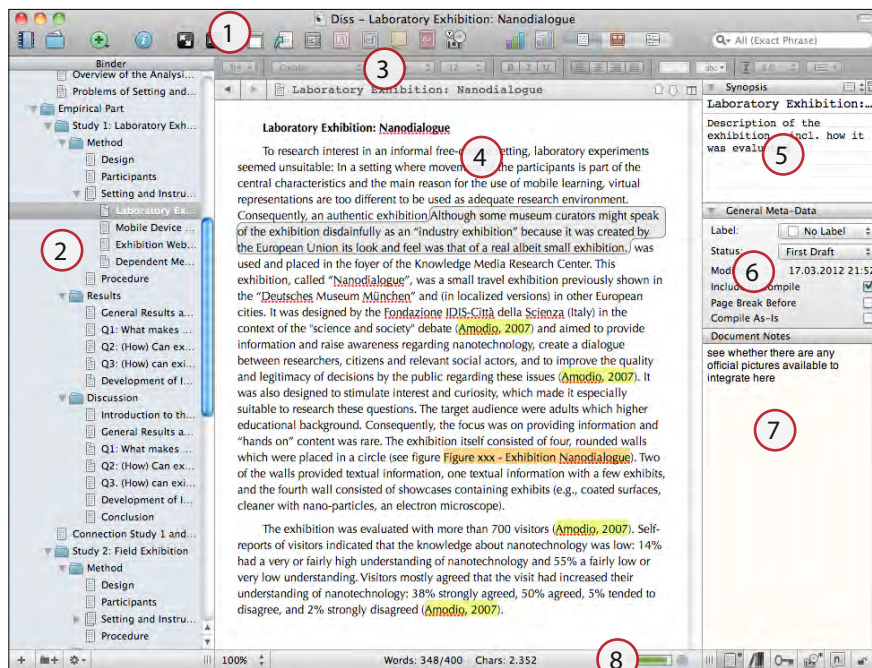 Diss – Laboratory Exhibition: Nanodialogue
1
All (Exact Phrase)
Binder
3
12
B I U
abc
1.0
Overview of the Analysi...
Problems of Setting and...
Empirical Part
Study 1: Laboratory Exh...
Method
Design
Participants
Setting and Instru...
Laboratory Ex...
Mobile Device ...
Exhibition Web...
Dependent Me...
2
Procedure
Results
General Results a...
Q1: What makes ...
Q2: (How) Can ex...
Q3: (How) can exi...
Development of I...
Discussion
Introduction to th...
General Results a...
Q1: What makes ...
Q2: (How) Can ex...
Q3. (How) can exi...
Development of I...
Conclusion
Connection Study 1 and...
Study 2: Field Exhibition
Method
Design
Participants
Setting and Instru...
Procedure
Laboratory Exhibition: Nanodialogue
Laboratory Exhibition: Nanodialogue
4
To research interest in an informal free- setting, laboratory experiments
seemed unsuitable: In a setting where movem the participants is part of the
central characteristics and the main reason for the use of mobile learning, virtual
representations are too different to be used as adequate research environment.
Consequently, an authentic exhibition Although some museum curators might speak
of the exhibition disdainfully as an “industry exhibition” because it was created by
the European Union its look and feel was that of a real albeit small exhibition. was
used and placed in the foyer of the Knowledge Media Research Center. This
exhibition, called “Nanodialogue”, was a small travel exhibition previously shown in
the “Deutsches Museum München” and (in localized versions) in other European
cities. It was designed by the Fondazione IDIS-Città della Scienza (Italy) in the
context of the "science and society" debate (Amodio, 2007) and aimed to provide
information and raise awareness regarding nanotechnology, create a dialogue
between researchers, citizens and relevant social actors, and to improve the quality
and legitimacy of decisions by the public regarding these issues (Amodio, 2007). It
was also designed to stimulate interest and curiosity, which made it especially
suitable to research these questions. The target audience were adults which higher
educational background. Consequently, the focus was on providing information and
“hands on” content was rare. The exhibition itself consisted of four, rounded walls
which were placed in a circle (see figure Figure xxx - Exhibition Nanodialogue). Two
of the walls provided textual information, one textual information with a few exhibits,
and the fourth wall consisted of showcases containing exhibits (e.g., coated surfaces,
cleaner with nano-particles, an electron microscope).
The exhibition was evaluated with more than 700 visitors (Amodio, 2007). Self-
reports of visitors indicated that the knowledge about nanotechnology was low: 14%
had a very or fairly high understanding of nanotechnology and 55% a fairly low or
very low understanding. Visitors mostly agreed that the visit had increased their
understanding of nanotechnology: 38% strongly agreed, 50% agreed, 5% tended to
disagree, and 2% strongly disagreed (Amodio, 2007).
100%
Words: 348/400 Chars: 2.352
8
Synopsis
Laboratory Exhibition:...
Description of the
exhibition incl. how it
was evalu
5
General Meta-Data
Label: No Label
Status: First Draft
Modi 17.03.2012 21:52
6
Include mpile
Page Break Before
Compile As-Is
Document Notes
see whether there are any
official pictures available to
integrate here
7
n.